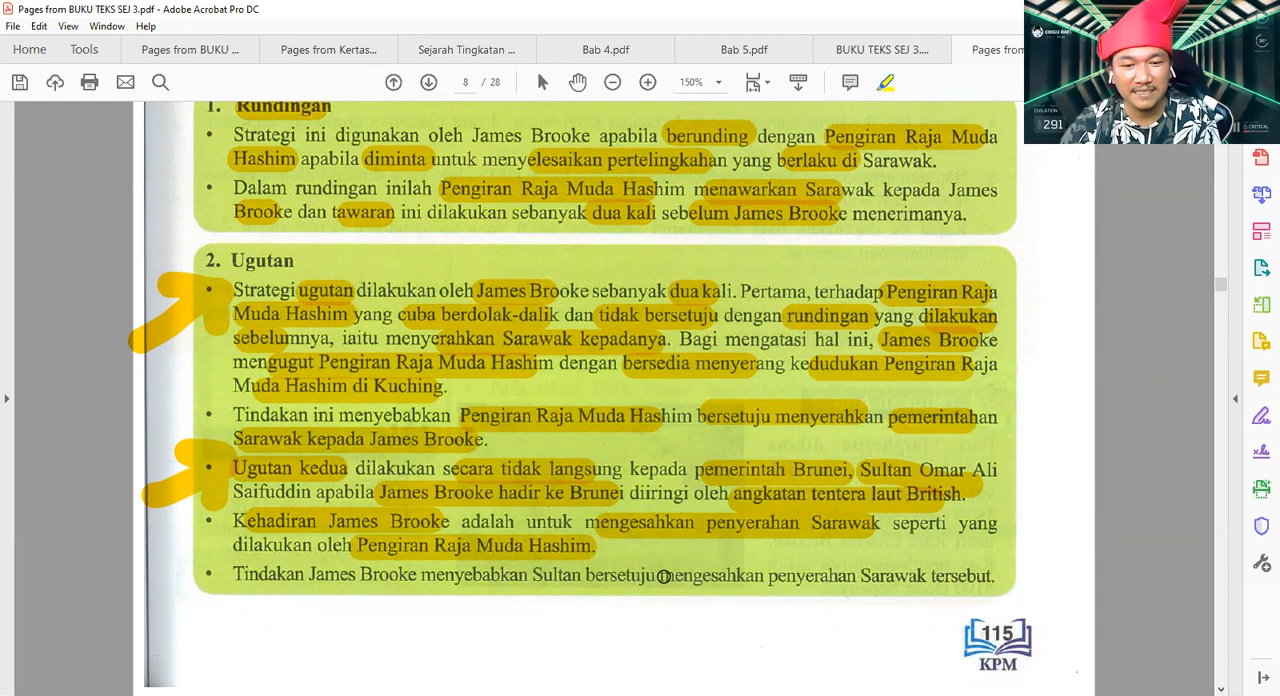 Pages from BUKU TEKS SEJ 3.pdf - Adobe Acrobat Pro DC
File Edit View Window Help
Home Tools Pages from BUKU ... Pages from Kertas... Sejarah Tingkatan ... Bab 4.pdf Bab 5.pdf BUKU TEKS SEJ 3.... Pages from
8 / 28 150%
CIKGU RAFI
291
CRITICAL
1. Rundingan
• Strategi ini digunakan oleh James Brooke apabila berunding dengan Pengiran Raja Muda
Hashim apabila diminta untuk menyelesaikan pertelingkahan yang berlaku di Sarawak.
• Dalam rundingan inilah Pengiran Raja Muda Hashim menawarkan Sarawak kepada James
Brooke dan tawaran ini dilakukan sebanyak dua kali sebelum James Brooke menerimanya.
2. Ugutan
• Strategi ugutan dilakukan oleh James Brooke sebanyak dua kali. Pertama, terhadap Pengiran Raja
Muda Hashim yang cuba berdolak-dalik dan tidak bersetuju dengan rundingan yang dilakukan
sebelumnya, iaitu menyerahkan Sarawak kepadanya. Bagi mengatasi hal ini, James Brooke
mengugut Pengiran Raja Muda Hashim dengan bersedia menyerang kedudukan Pengiran Raja
Muda Hashim di Kuching.
• Tindakan ini menyebabkan Pengiran Raja Muda Hashim bersetuju menyerahkan pemerintahan
Sarawak kepada James Brooke.
• Ugutan kedua dilakukan secara tidak langsung kepada pemerintah Brunei, Sultan Omar Ali
Saifuddin apabila James Brooke hadir ke Brunei diiringi oleh angkatan tentera laut British.
• Kehadiran James Brooke adalah untuk mengesahkan penyerahan Sarawak seperti yang
dilakukan oleh Pengiran Raja Muda Hashim.
• Tindakan James Brooke menyebabkan Sultan bersetuju mengesahkan penyerahan Sarawak tersebut.
115
KPM